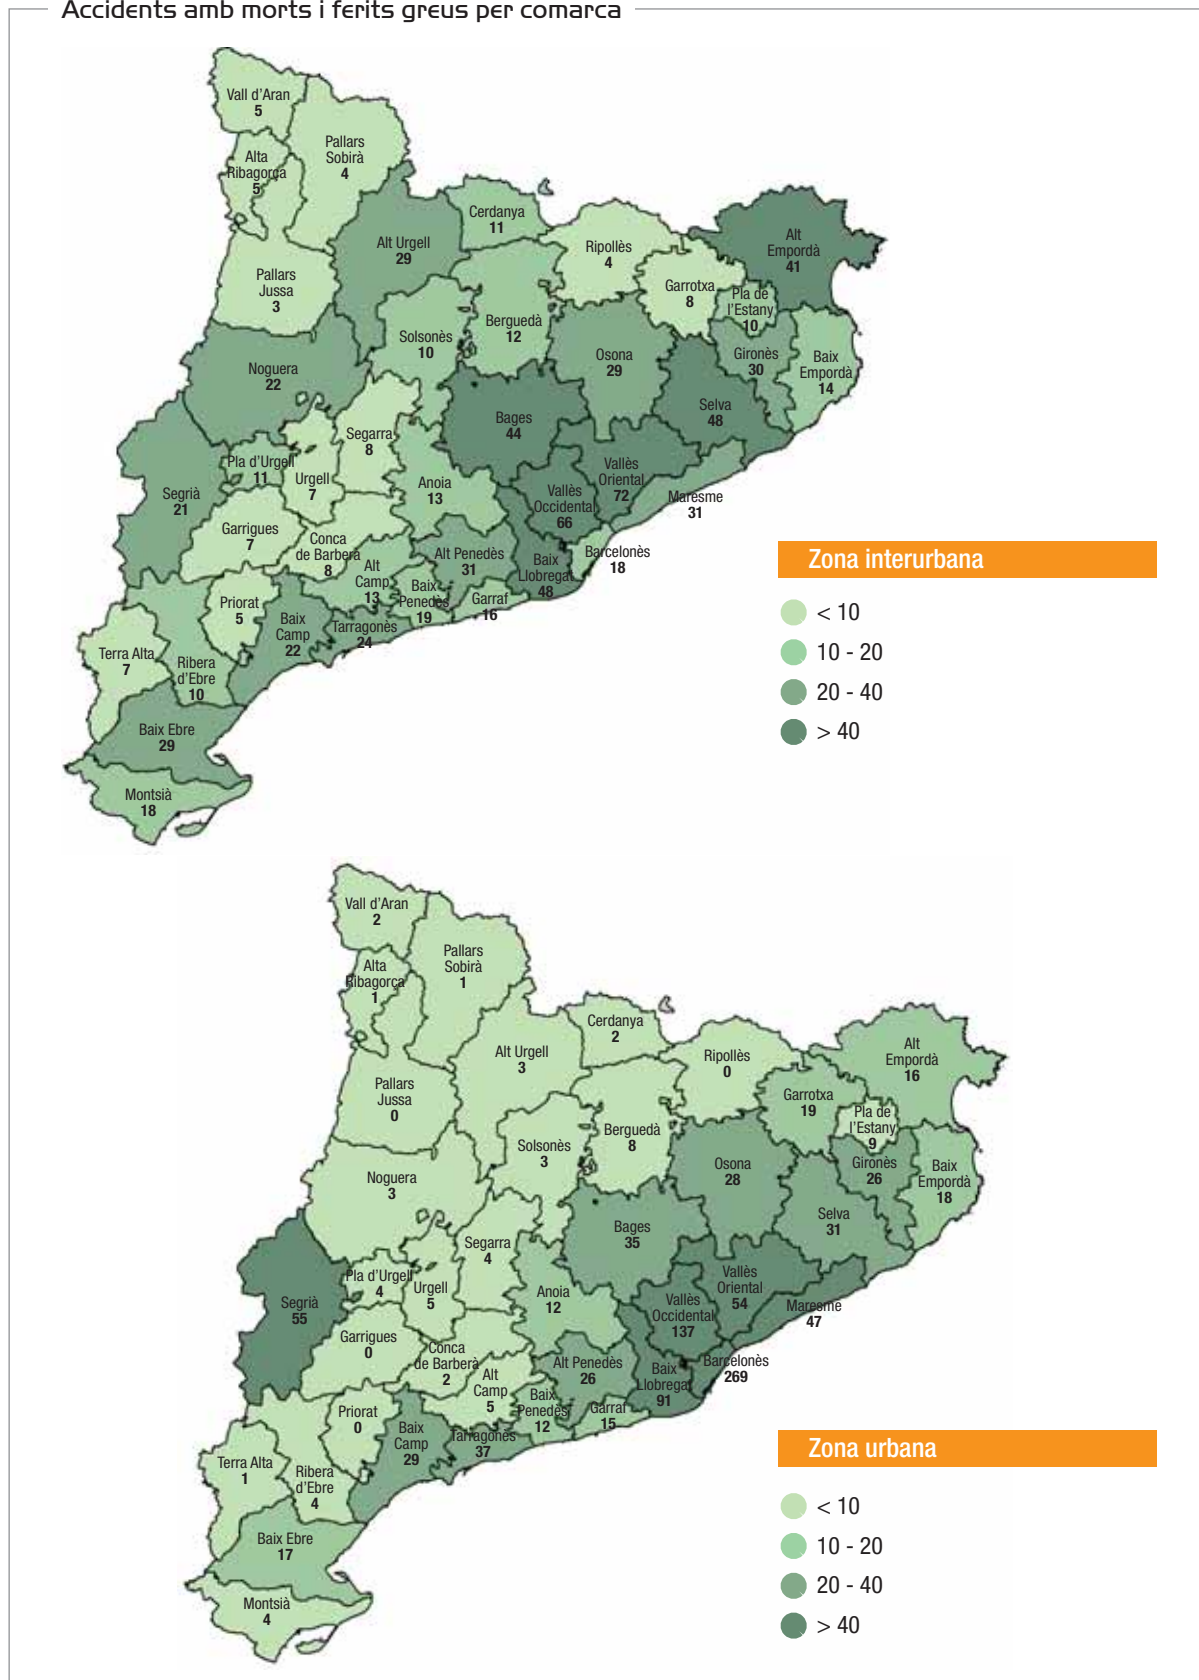 Accidents amb morts i ferits greus per comarca
Vall d'Aran
5
Pallars
Sobirà
4
Alta
Ribagorça
5
Cerdanya
11
Alt Urgell
29
Ripollès
4
Alt
Empordà
41
Pallars
Jussa
3
Garrotxa
8
Pla de
l'Estany
10
Berguedà
12
Solsonès
10
Osona
29
Gironès
30
Baix
Empordà
14
Noguera
22
Selva
48
Bages
44
Segarra
8
Pla d'Urgell
11
Urgell
7
Anoia
13
Vallès
Oriental
72
Vallès
Occidental
66
Segrià
21
Maresme
31
Garrigues
7
Conca
de Barberà
8
Alt Penedès
31
Baix
Llobregat
48
Barcelonès
18
Alt
Camp
13
Baix
Penedès
19
Garraf
16
Priorat
5
Baix
Camp
22
Tarragonès
24
Terra Alta
7
Ribera
d'Ebre
10
Baix Ebre
29
Montsià
18
Zona interurbana
< 10
10 - 20
20 - 40
> 40
Vall d'Aran
2
Pallars
Sobirà
1
Alta
Ribagorça
1
Cerdanya
2
Alt Urgell
3
Ripollès
0
Alt
Empordà
16
Pallars
Jussa
0
Garrotxa
19
Pla de
l'Estany
9
Berguedà
8
Solsonès
3
Osona
28
Gironès
26
Baix
Empordà
18
Noguera
3
Selva
31
Bages
35
Segarra
4
Pla d'Urgell
4
Urgell
5
Anoia
12
Vallès
Oriental
54
Vallès
Occidental
137
Segrià
55
Maresme
47
Garrigues
0
Conca
de Barberà
2
Alt Penedès
26
Baix
Llobregat
91
Barcelonès
269
Alt
Camp
5
Baix
Penedès
12
Garraf
15
Priorat
0
Baix
Camp
29
Tarragonès
37
Terra Alta
1
Ribera
d'Ebre
4
Baix Ebre
17
Montsià
4
Zona urbana
< 10
10 - 20
20 - 40
> 40